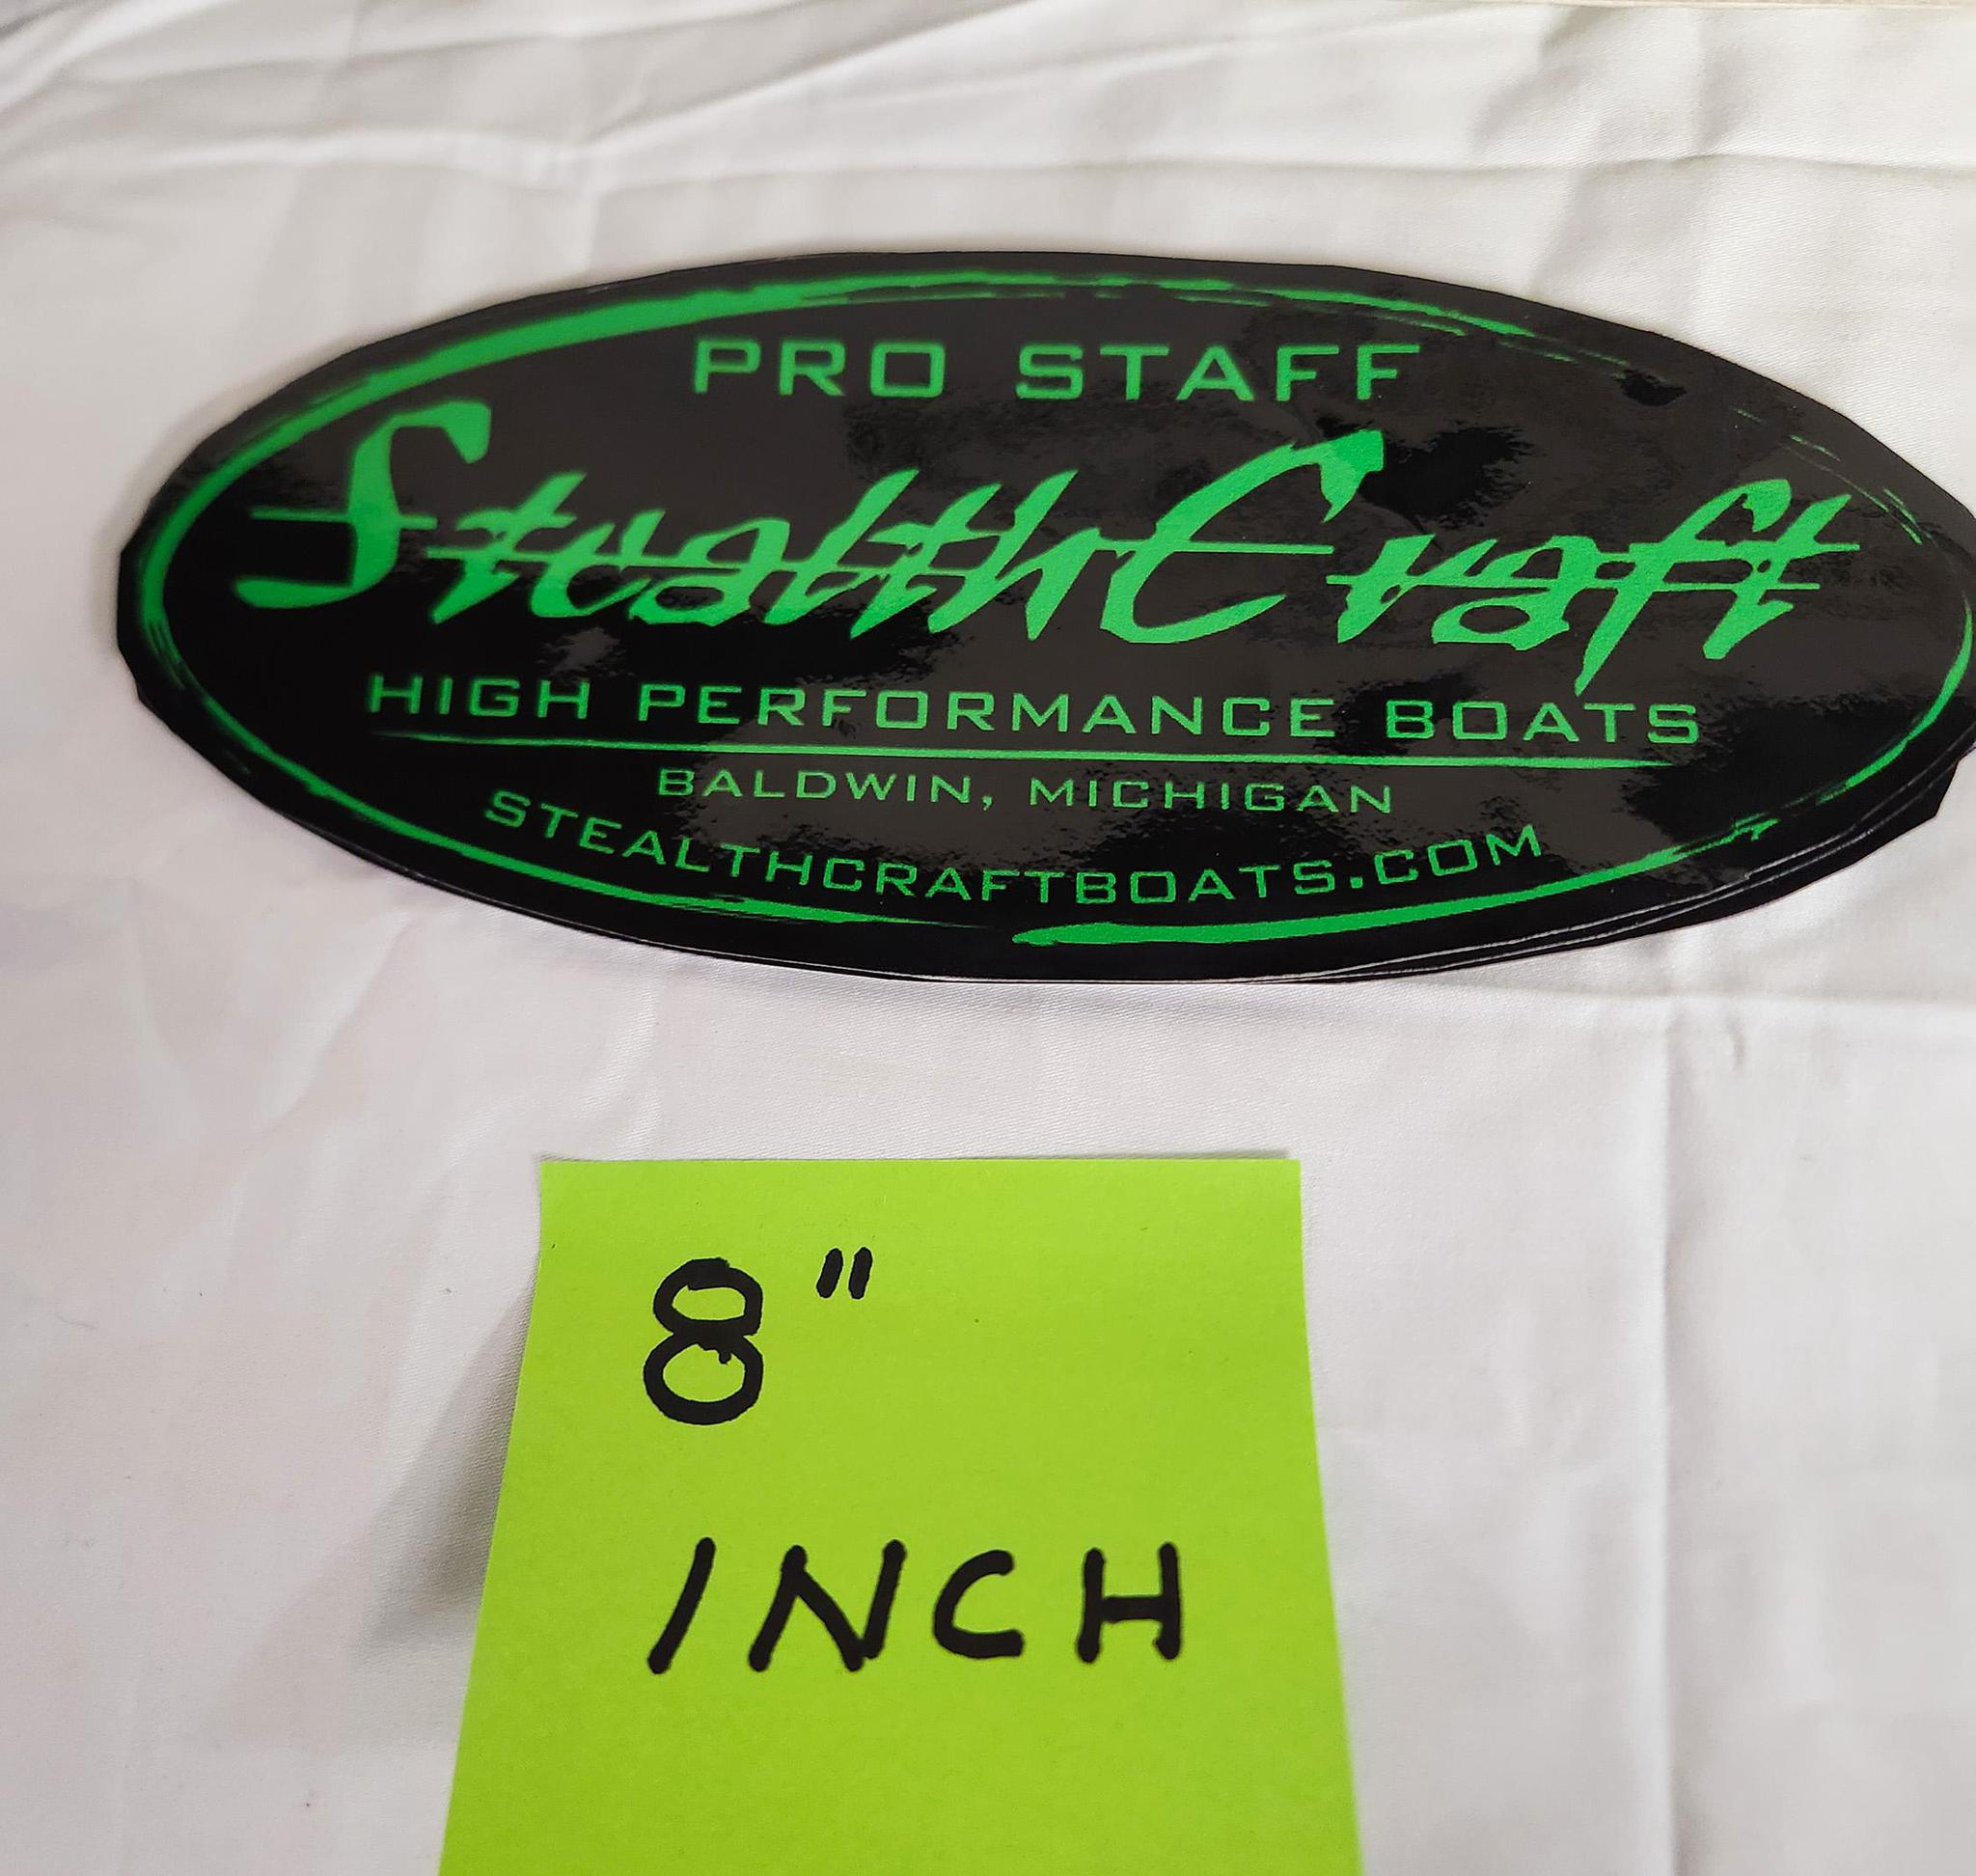 PRO STAFF
StealthCraft
HIGH PERFORMANCE BOATS
BALDWIN, MICHIGAN
STEALTHCRAFTBOATS.COM
8"
INCH